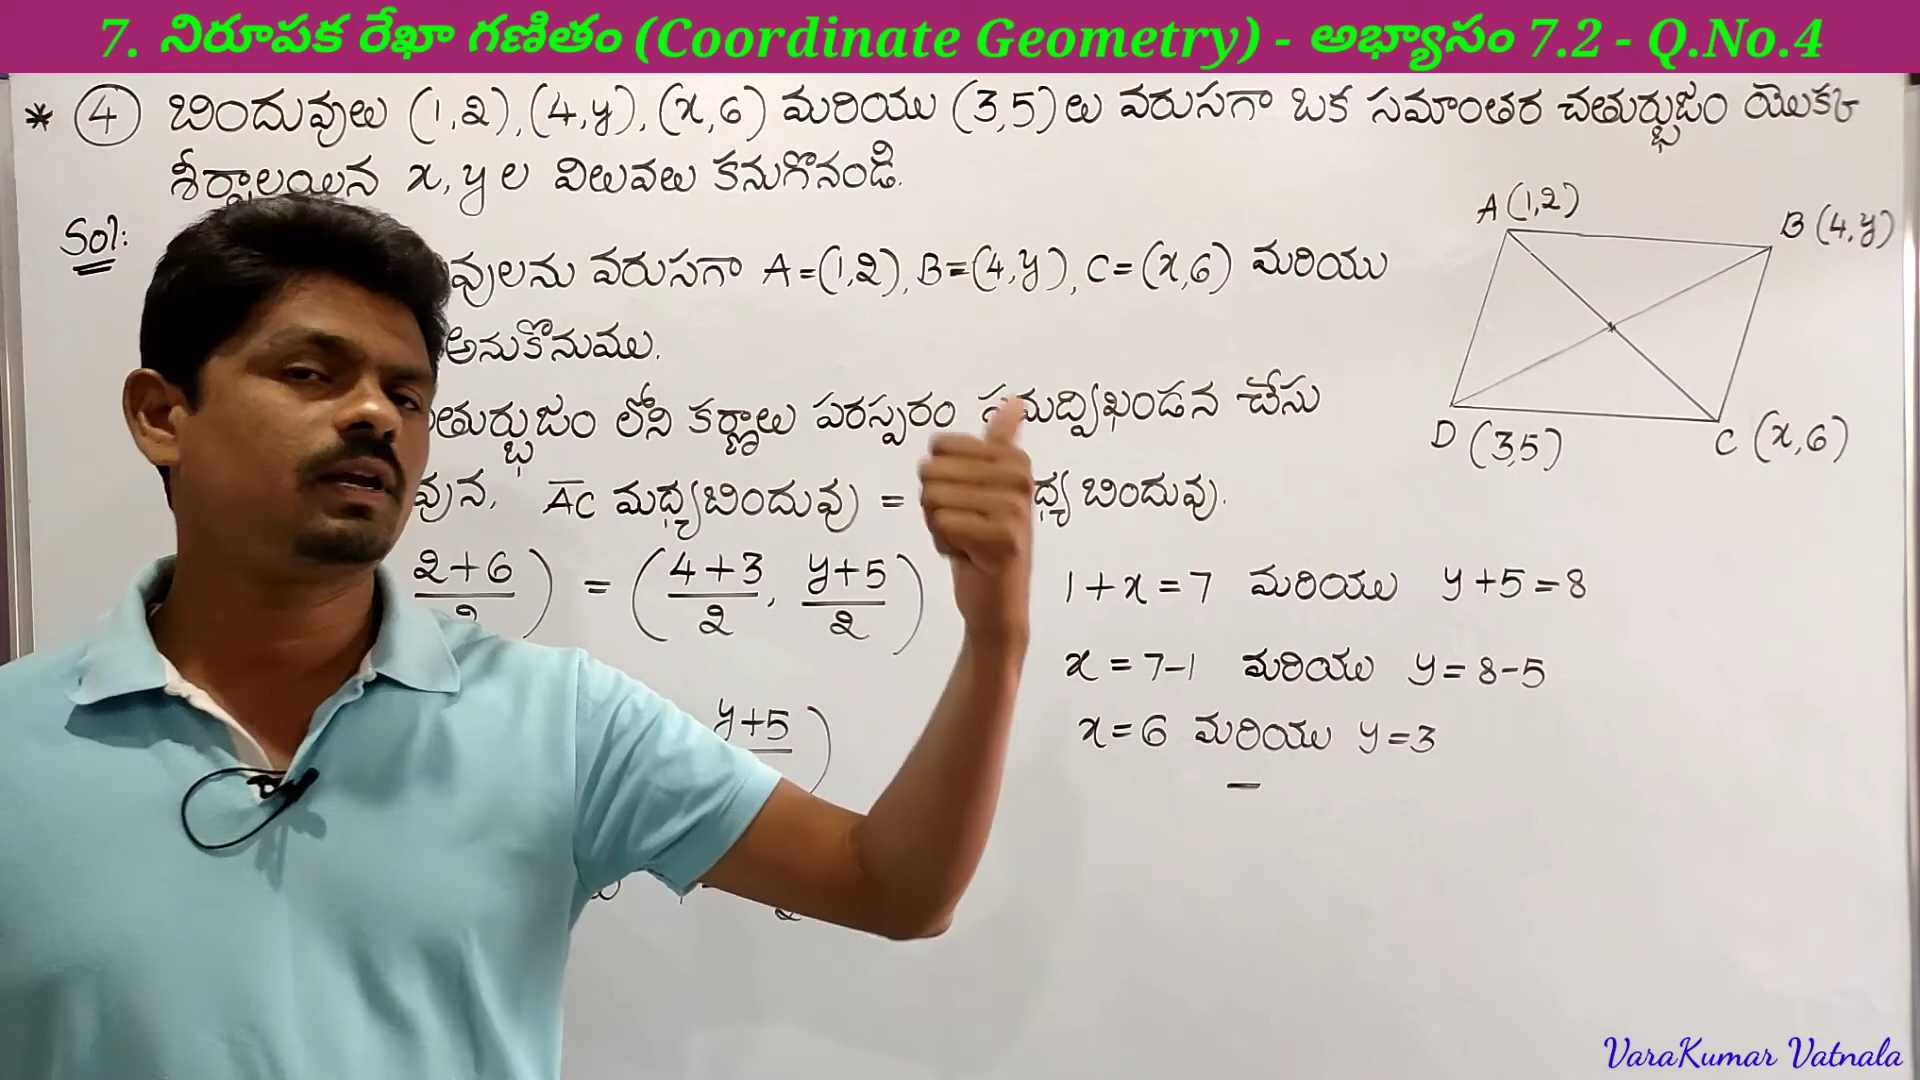 7. నిరూపక రేఖా గణితం (Coordinate Geometry) - అభ్యాసం 7.2 - Q.No.4
* 4 బిందువులు (1,2), (4,y), (x,6) మరియు (3,5)లు వరుసగా ఒక సమాంతర చతుర్భుజం యొక్క
శీర్షాలయిన x, y ల విలువలు కనుగొనండి.
Sol:
వులను వరుసగా A=(1,2), B=(4,y), C=(x,6) మరియు
అనుకొనుము.
తుర్భుజం లోని కర్ణాలు పరస్పరం సమద్విఖండన చేసు
వున, AC మధ్యబిందువు = ధ్య బిందువు.
2+6/2) = (4+3/2, y+5/2)
y+5)
A(1,2)
B(4,y)
D(3,5)
C(x,6)
1+x=7 మరియు y+5=8
x=7-1 మరియు y=8-5
x=6 మరియు y=3
VaraKumar Vatnala